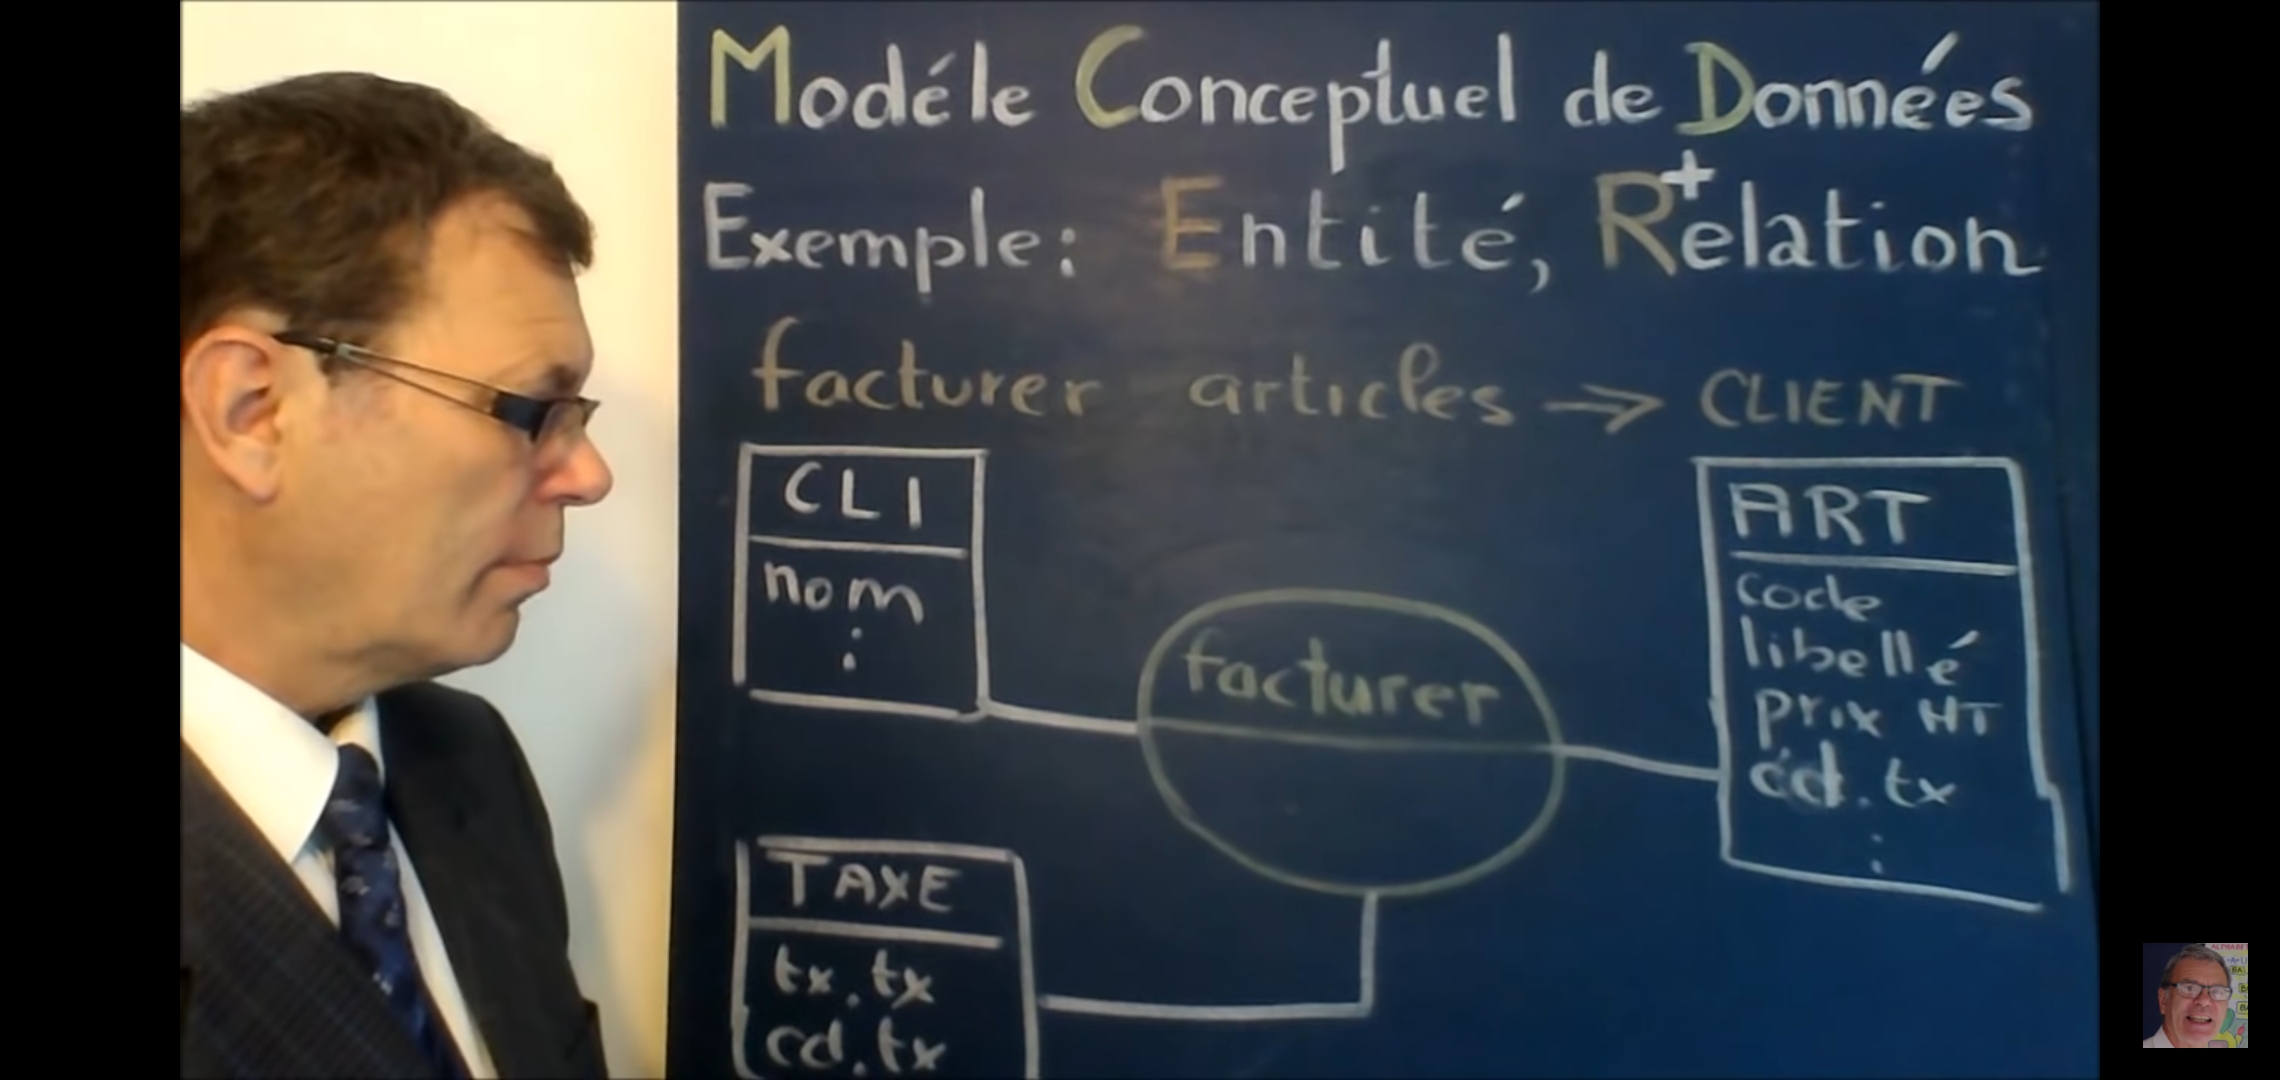 Modéle Conceptuel de Données
+
Exemple: Entité, Relation
facturer articles → CLIENT
CLI
nom
:
facturer
ART
code
libellé
prix HT
cd.tx
:
TAXE
tx.tx
cd.tx